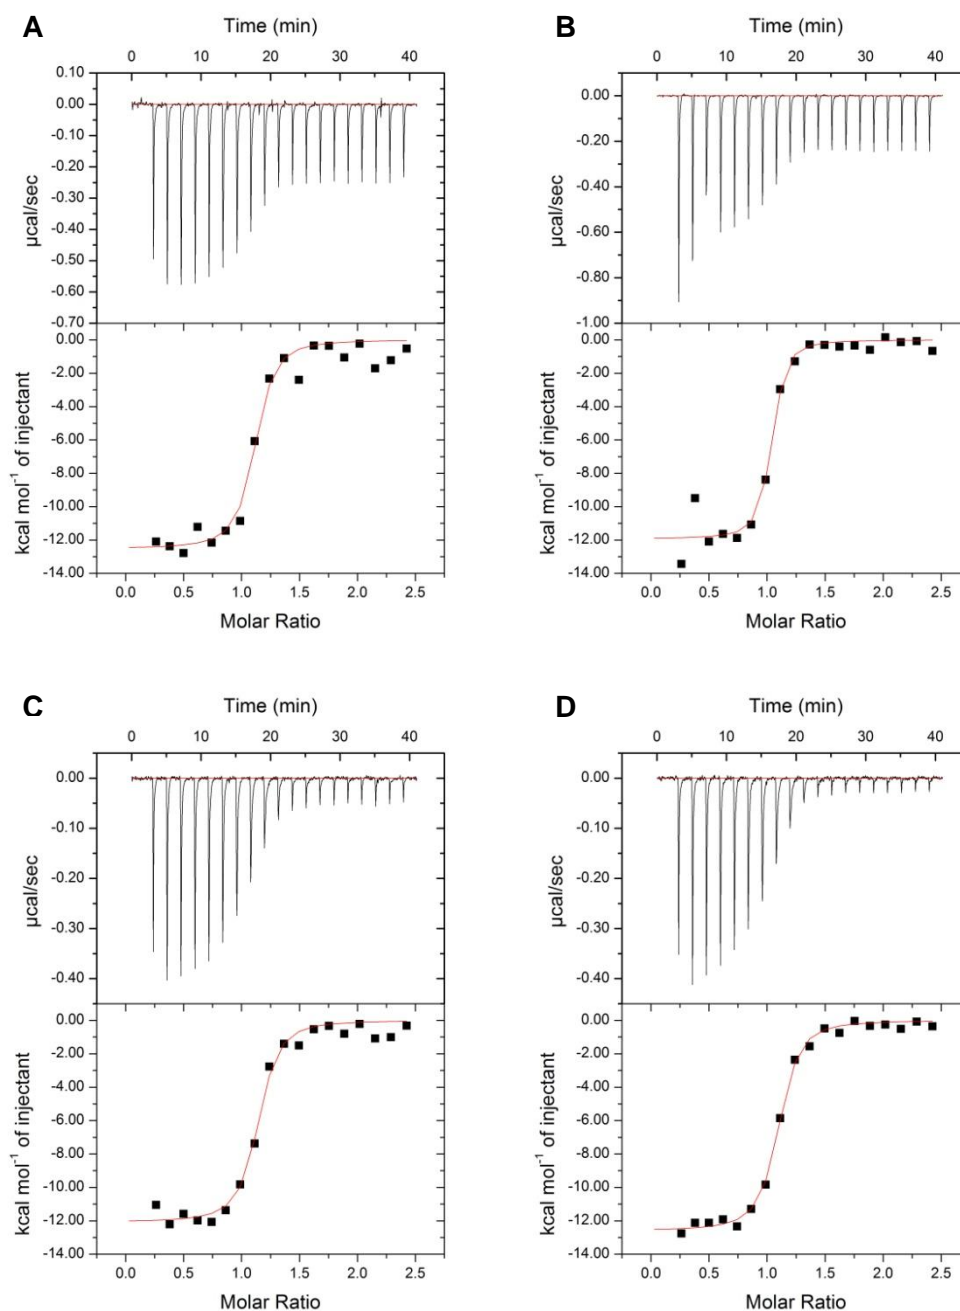 A
Time (min)
0 10 20 30 40
0.10
0.00
-0.10
-0.20
-0.30
-0.40
-0.50
-0.60
-0.70
µcal/sec
0.00
-2.00
-4.00
-6.00
-8.00
-10.00
-12.00
-14.00
kcal mol⁻¹ of injectant
0.0 0.5 1.0 1.5 2.0 2.5
Molar Ratio
B
Time (min)
0 10 20 30 40
0.00
-0.20
-0.40
-0.60
-0.80
-1.00
µcal/sec
0.00
-2.00
-4.00
-6.00
-8.00
-10.00
-12.00
-14.00
kcal mol⁻¹ of injectant
0.0 0.5 1.0 1.5 2.0 2.5
Molar Ratio
C
Time (min)
0 10 20 30 40
0.00
-0.10
-0.20
-0.30
-0.40
µcal/sec
0.00
-2.00
-4.00
-6.00
-8.00
-10.00
-12.00
-14.00
kcal mol⁻¹ of injectant
0.0 0.5 1.0 1.5 2.0 2.5
Molar Ratio
D
Time (min)
0 10 20 30 40
0.00
-0.10
-0.20
-0.30
-0.40
µcal/sec
0.00
-2.00
-4.00
-6.00
-8.00
-10.00
-12.00
-14.00
kcal mol⁻¹ of injectant
0.0 0.5 1.0 1.5 2.0 2.5
Molar Ratio